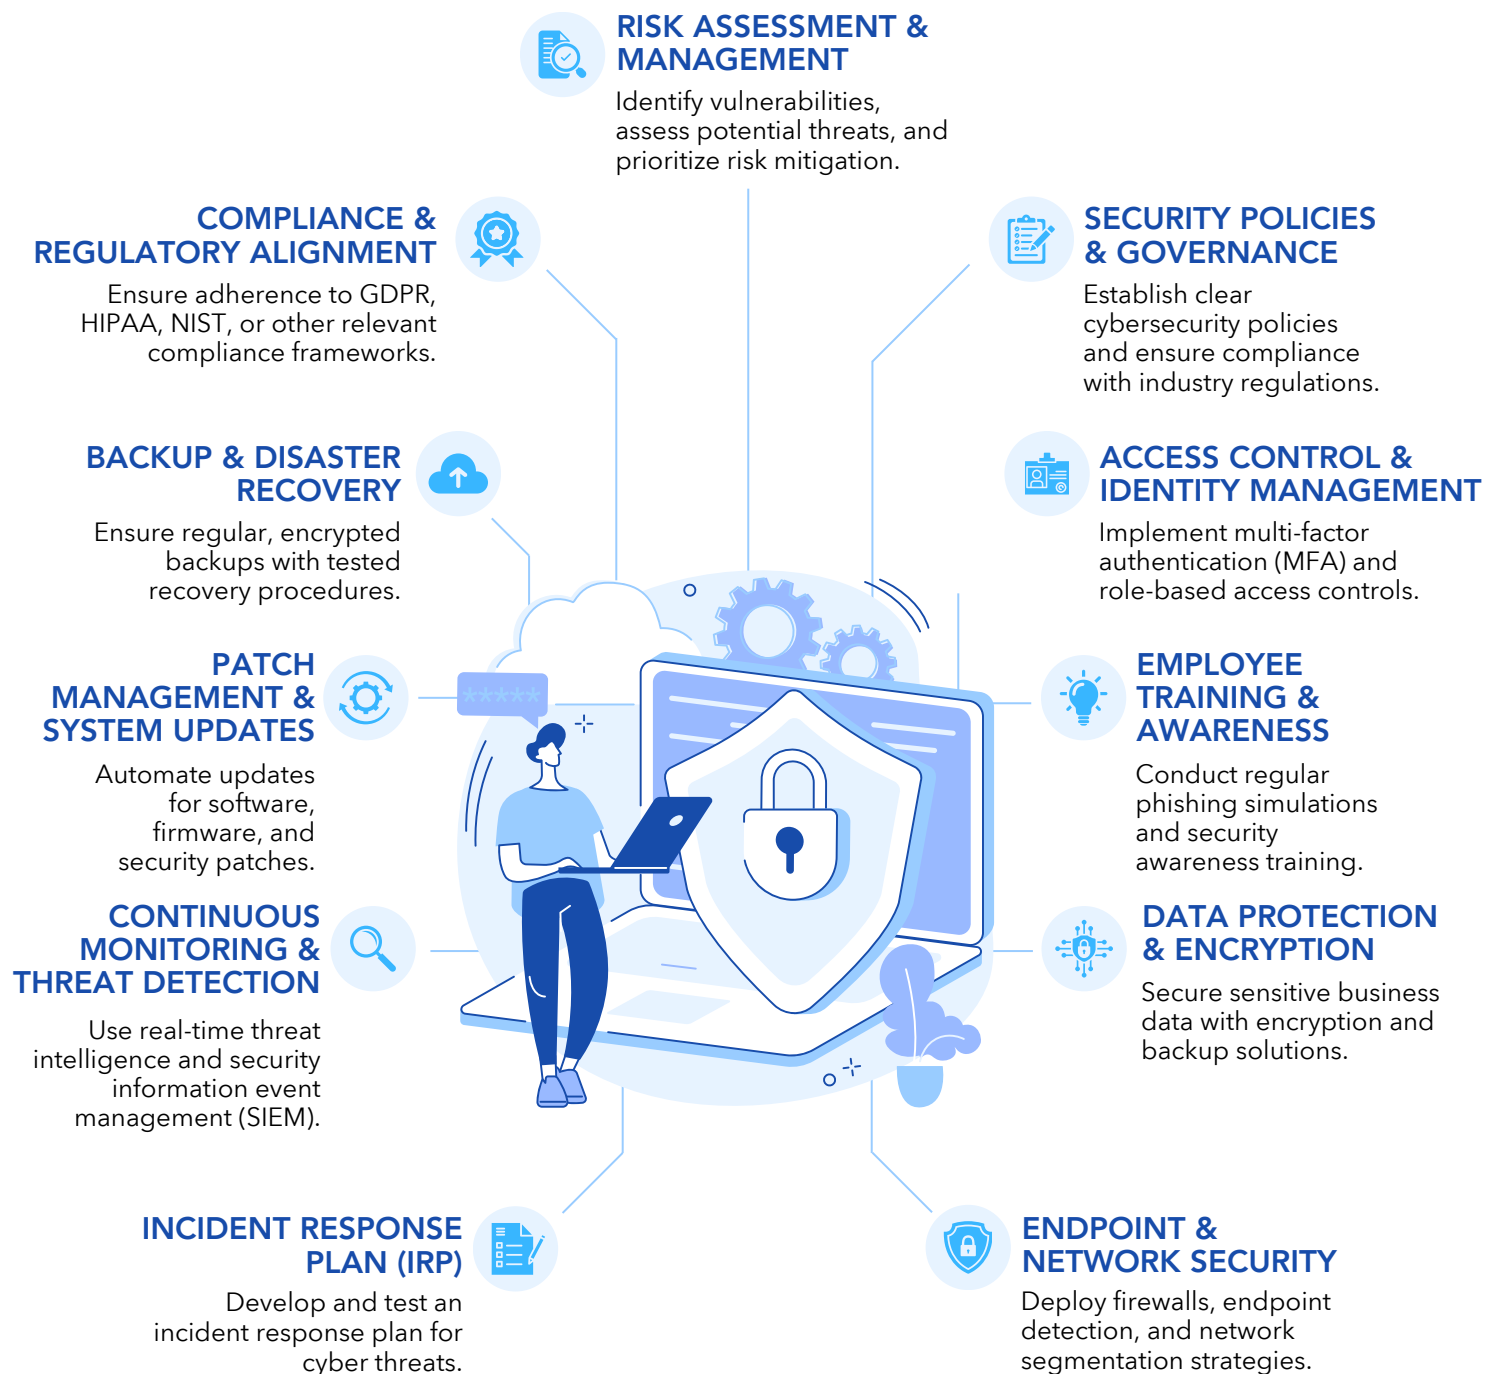 RISK ASSESSMENT &
MANAGEMENT
Identify vulnerabilities,
assess potential threats, and
prioritize risk mitigation.
COMPLIANCE &
REGULATORY ALIGNMENT
Ensure adherence to GDPR,
HIPAA, NIST, or other relevant
compliance frameworks.
SECURITY POLICIES
& GOVERNANCE
Establish clear
cybersecurity policies
and ensure compliance
with industry regulations.
BACKUP & DISASTER
RECOVERY
Ensure regular, encrypted
backups with tested
recovery procedures.
ACCESS CONTROL &
IDENTITY MANAGEMENT
Implement multi-factor
authentication (MFA) and
role-based access controls.
PATCH
MANAGEMENT &
SYSTEM UPDATES
Automate updates
for software,
firmware, and
security patches.
*****
EMPLOYEE
TRAINING &
AWARENESS
Conduct regular
phishing simulations
and security
awareness training.
CONTINUOUS
MONITORING &
THREAT DETECTION
Use real-time threat
intelligence and security
information event
management (SIEM).
DATA PROTECTION
& ENCRYPTION
Secure sensitive business
data with encryption and
backup solutions.
INCIDENT RESPONSE
PLAN (IRP)
Develop and test an
incident response plan for
cyber threats.
ENDPOINT &
NETWORK SECURITY
Deploy firewalls, endpoint
detection, and network
segmentation strategies.